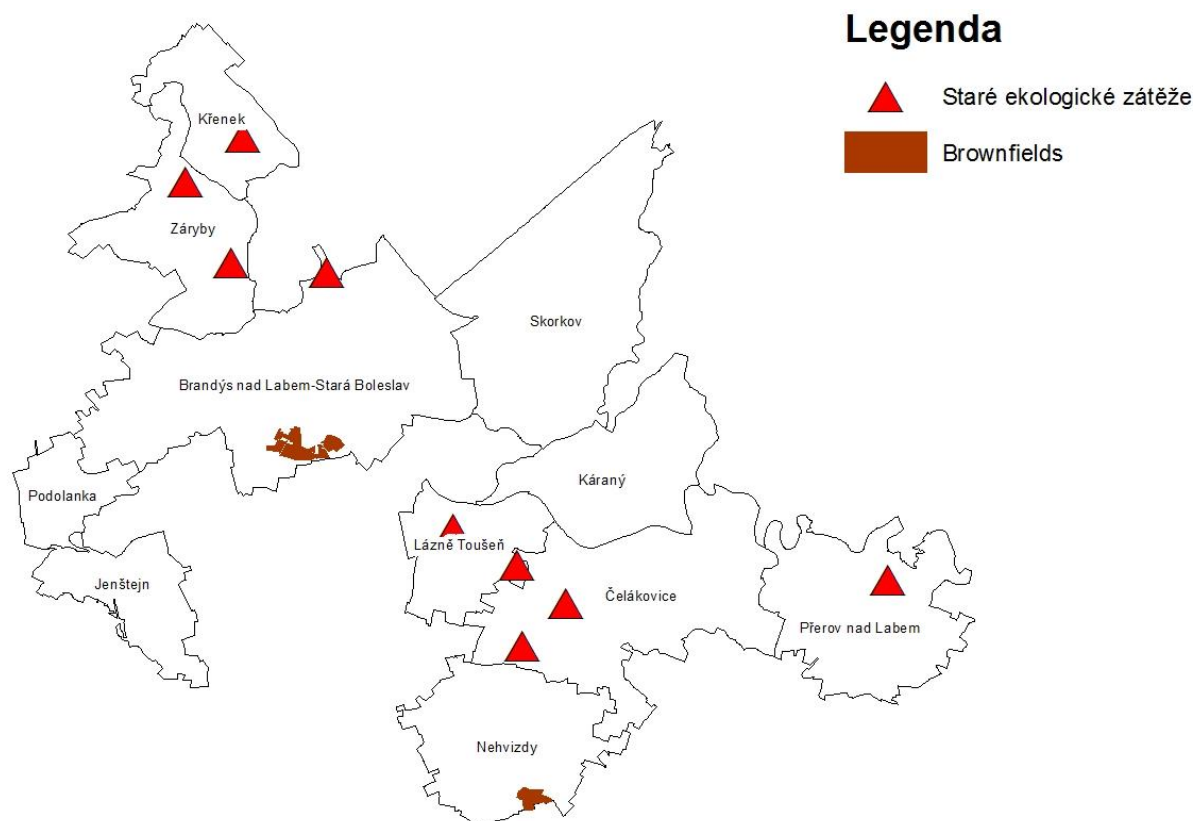 Legenda
Staré ekologické zátěže
Brownfields
Křenek
Záryby
Skorkov
Brandýs nad Labem-Stará Boleslav
Káraný
Podolanka
Lázně Toušeň
Jenštejn
Čelákovice
Přerov nad Labem
Nehvizdy